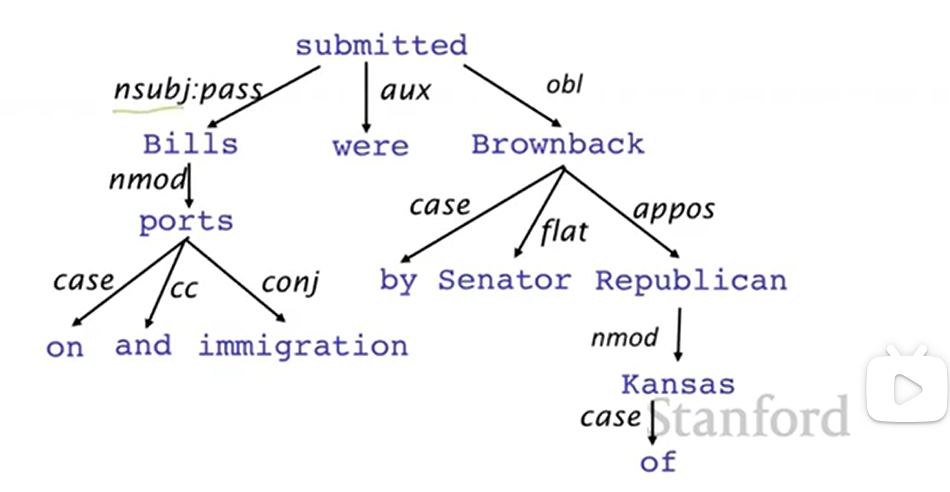 submitted
nsubj:pass aux obl
Bills were Brownback
nmod
ports
case flat appos
case cc conj
by Senator Republican
on and immigration
nmod
Kansas
case
Stanford
of